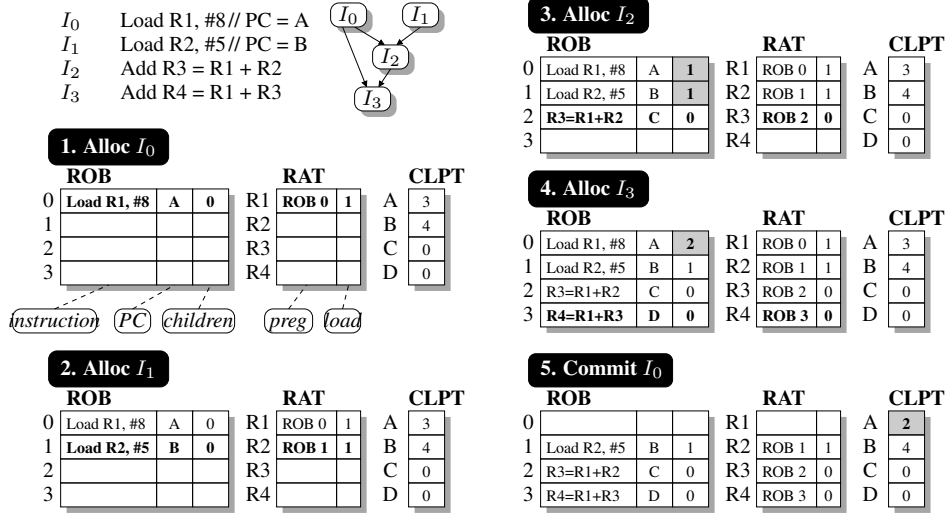 I0 Load R1, #8 // PC = A
I1 Load R2, #5 // PC = B
I2 Add R3 = R1 + R2
I3 Add R4 = R1 + R3
I0 I1
I2
I3
1. Alloc I0
ROB RAT CLPT
0 Load R1, #8 A 0 R1 ROB 0 1 A 3
1 R2 B 4
2 R3 C 0
3 R4 D 0
instruction PC children preg load
2. Alloc I1
ROB RAT CLPT
0 Load R1, #8 A 0 R1 ROB 0 1 A 3
1 Load R2, #5 B 0 R2 ROB 1 1 B 4
2 R3 C 0
3 R4 D 0
3. Alloc I2
ROB RAT CLPT
0 Load R1, #8 A 1 R1 ROB 0 1 A 3
1 Load R2, #5 B 1 R2 ROB 1 1 B 4
2 R3=R1+R2 C 0 R3 ROB 2 0 C 0
3 R4 D 0
4. Alloc I3
ROB RAT CLPT
0 Load R1, #8 A 2 R1 ROB 0 1 A 3
1 Load R2, #5 B 1 R2 ROB 1 1 B 4
2 R3=R1+R2 C 0 R3 ROB 2 0 C 0
3 R4=R1+R3 D 0 R4 ROB 3 0 D 0
5. Commit I0
ROB RAT CLPT
0 R1 A 2
1 Load R2, #5 B 1 R2 ROB 1 1 B 4
2 R3=R1+R2 C 0 R3 ROB 2 0 C 0
3 R4=R1+R3 D 0 R4 ROB 3 0 D 0